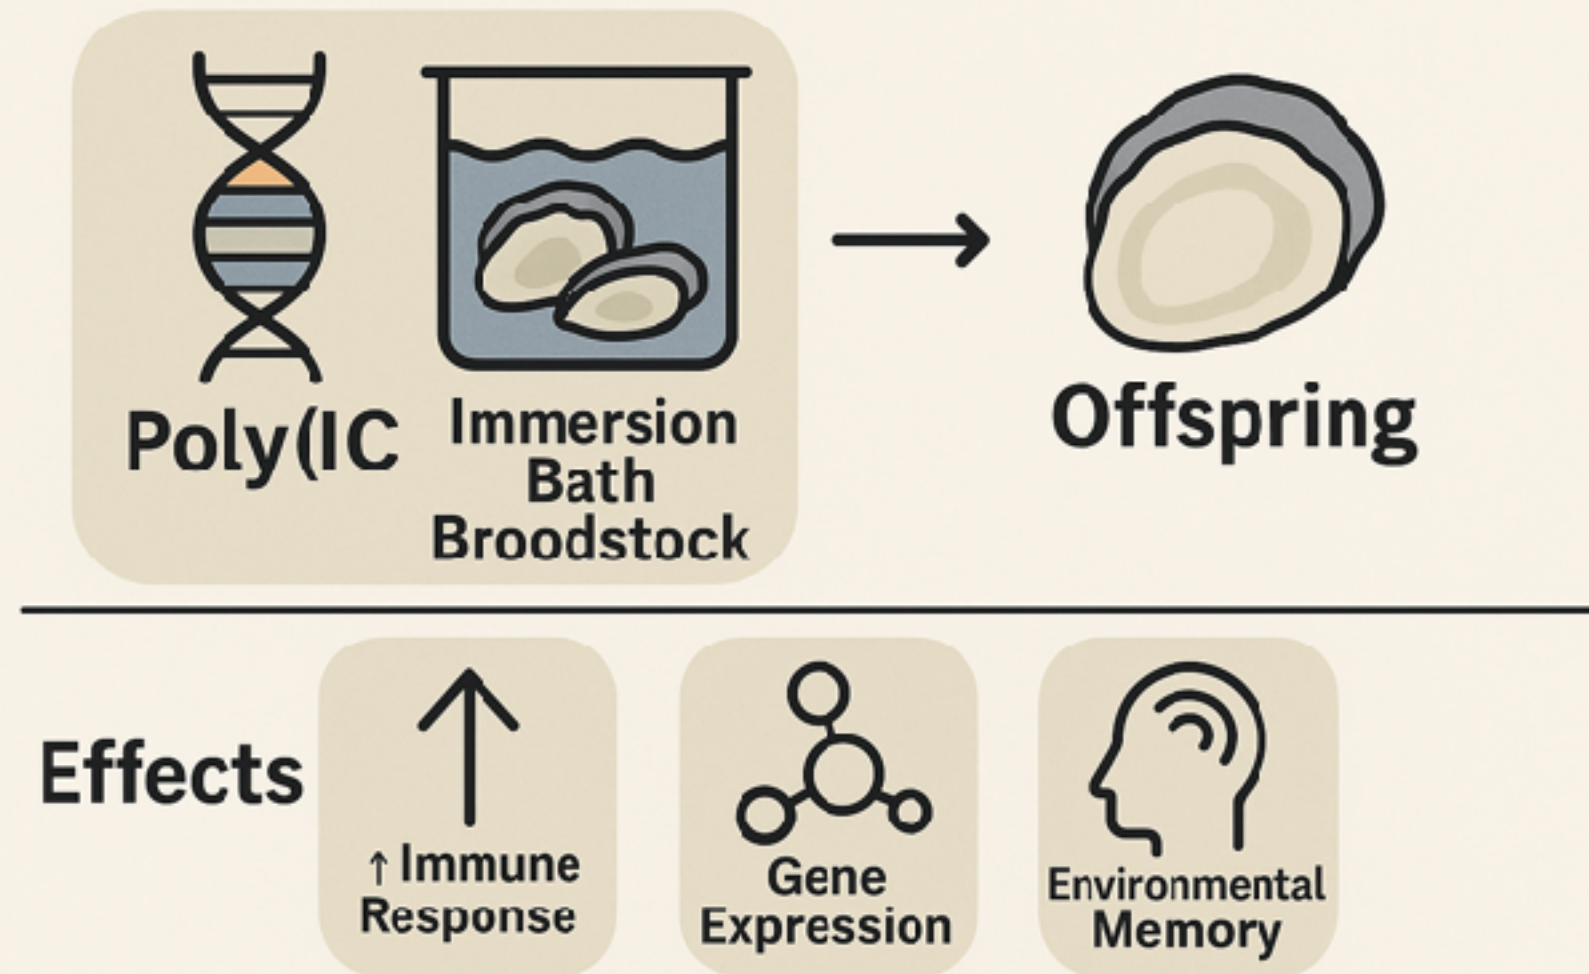 Poly(IC
Immersion
Bath
Broodstock
Offspring
Effects
↑ Immune
Response
Gene
Expression
Environmental
Memory